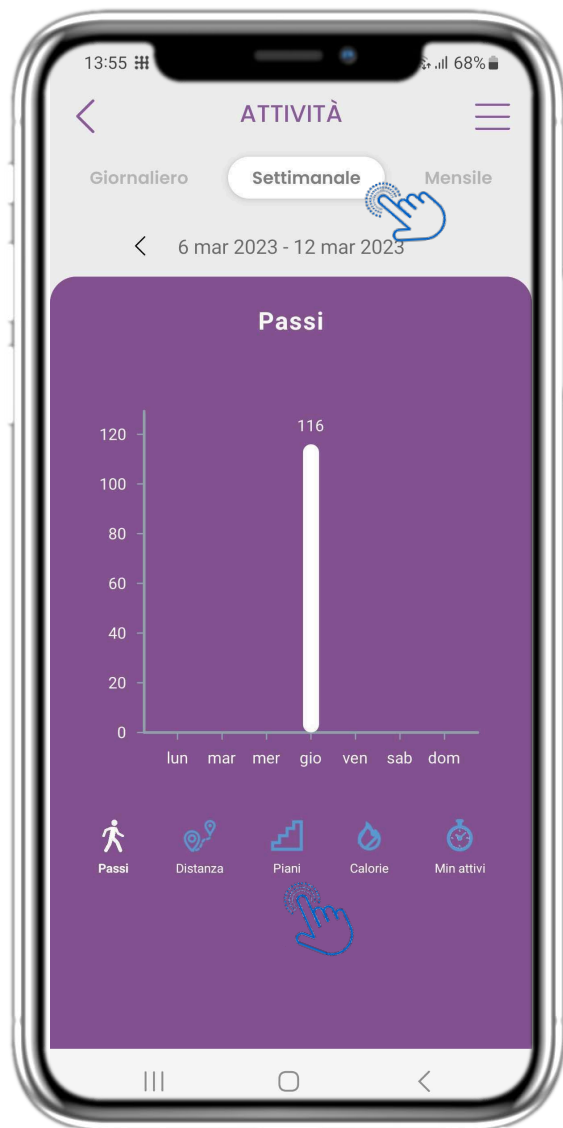 13:55 68%
ATTIVITÀ
Giornaliero Settimanale Mensile
6 mar 2023 - 12 mar 2023
Passi
116
120
100
80
60
40
20
0
lun mar mer gio ven sab dom
Passi Distanza Piani Calorie Min attivi